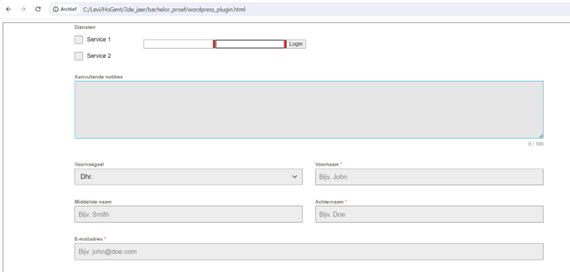 Archief C:/Levi/HoGent/3de_jaar/bachelor_proef/wordpress_plugin.html
Diensten
Service 1
Login
Service 2
Aanvullende notities
0 / 180
Voorvoegsel Voornaam *
Dhr. Bijv. John
Middelste naam Achternaam *
Bijv. Smith Bijv. Doe
E-mailadres *
Bijv. john@doe.com